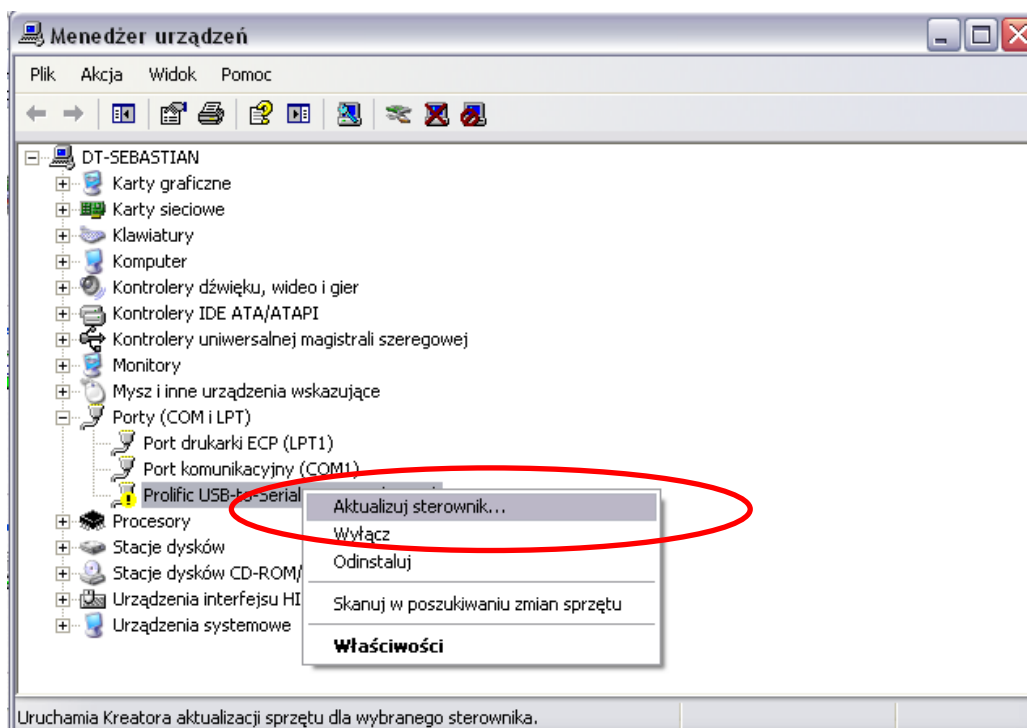 Menedżer urządzeń
Plik Akcja Widok Pomoc
DT-SEBASTIAN
Karty graficzne
Karty sieciowe
Klawiatury
Komputer
Kontrolery dźwięku, wideo i gier
Kontrolery IDE ATA/ATAPI
Kontrolery uniwersalnej magistrali szeregowej
Monitory
Mysz i inne urządzenia wskazujące
Porty (COM i LPT)
Port drukarki ECP (LPT1)
Port komunikacyjny (COM1)
Prolific USB-to-Serial
Procesory
Stacje dysków
Stacje dysków CD-ROM/
Urządzenia interfejsu HI
Urządzenia systemowe
Aktualizuj sterownik...
Wyłącz
Odinstaluj
Skanuj w poszukiwaniu zmian sprzętu
Właściwości
Uruchamia Kreatora aktualizacji sprzętu dla wybranego sterownika.